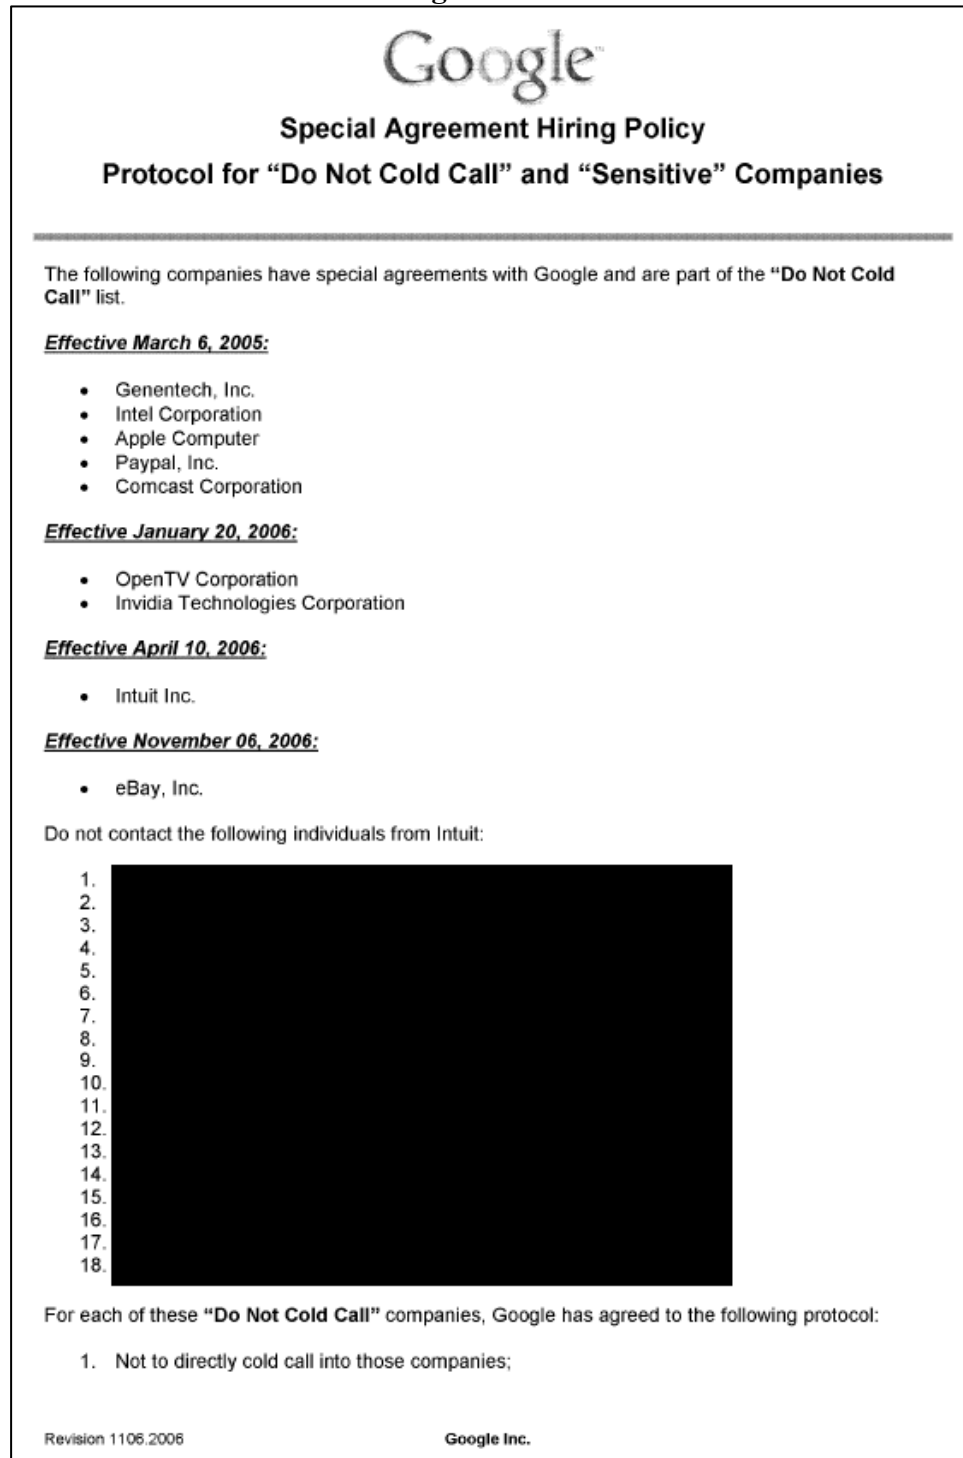 Google™
Special Agreement Hiring Policy
Protocol for “Do Not Cold Call” and “Sensitive” Companies
The following companies have special agreements with Google and are part of the “Do Not Cold
Call” list.
Effective March 6, 2005:
• Genentech, Inc.
• Intel Corporation
• Apple Computer
• Paypal, Inc.
• Comcast Corporation
Effective January 20, 2006:
• OpenTV Corporation
• Invidia Technologies Corporation
Effective April 10, 2006:
• Intuit Inc.
Effective November 06, 2006:
• eBay, Inc.
Do not contact the following individuals from Intuit:
1.
2.
3.
4.
5.
6.
7.
8.
9.
10.
11.
12.
13.
14.
15.
16.
17.
18.
For each of these “Do Not Cold Call” companies, Google has agreed to the following protocol:
1. Not to directly cold call into those companies;
Revision 1106.2006 Google Inc.